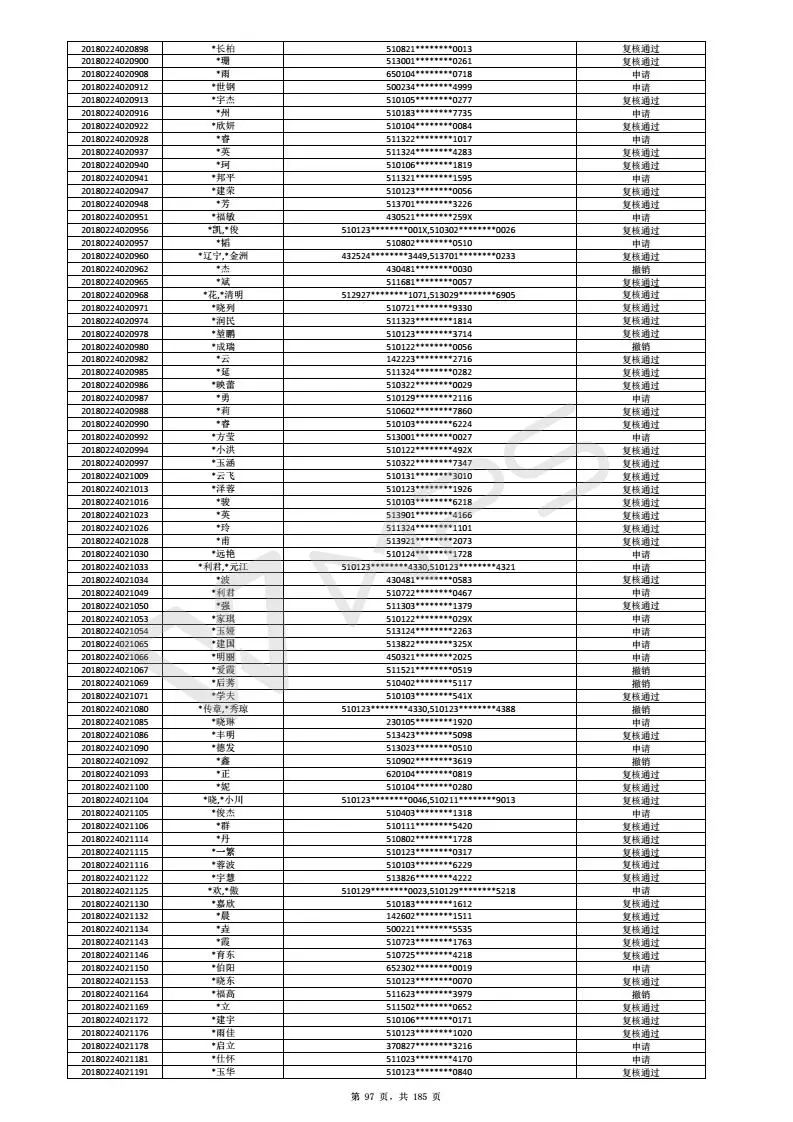 20180224020898 *长柏 510821********0013 复核通过
20180224020900 *珊 513001********0261 复核通过
20180224020908 *雨 650104********0718 申请
20180224020912 *世钢 500234********4999 申请
20180224020913 *宇杰 510105********0277 复核通过
20180224020916 *州 510183********7735 申请
20180224020922 *欣妍 510104********0084 复核通过
20180224020928 *睿 511322********1017 申请
20180224020937 *英 511324********4283 复核通过
20180224020940 *珂 510106********1819 复核通过
20180224020941 *邦平 511321********1595 申请
20180224020947 *建荣 510123********0056 复核通过
20180224020948 *芳 513701********3226 复核通过
20180224020951 *福敏 430521********259X 申请
20180224020956 *凯,*俊 510123********001X,510302********0026 复核通过
20180224020957 *韬 510802********0510 申请
20180224020960 *辽宁,*金洲 432524********3449,513701********0233 复核通过
20180224020962 *杰 430481********0030 撤销
20180224020965 *斌 511681********0057 复核通过
20180224020968 *花,*清明 512927********1071,513029********6905 复核通过
20180224020971 *晓列 510721********9330 复核通过
20180224020974 *润民 511323********1814 复核通过
20180224020978 *堃鹏 510123********3714 复核通过
20180224020980 *成瑞 510122********0056 撤销
20180224020982 *云 142223********2716 复核通过
20180224020985 *延 511324********0282 复核通过
20180224020986 *映蕾 510322********0029 复核通过
20180224020987 *勇 510129********2116 申请
20180224020988 *莉 510602********7860 复核通过
20180224020990 *睿 510103********6224 复核通过
20180224020992 *方莹 513001********0027 申请
20180224020994 *小洪 510122********492X 复核通过
20180224020997 *玉涵 510322********7347 复核通过
20180224021009 *云飞 510131********3010 复核通过
20180224021013 *泽蓉 510123********1926 复核通过
20180224021016 *骏 510103********6218 复核通过
20180224021023 *英 513901********4166 复核通过
20180224021026 *玲 511324********1101 复核通过
20180224021028 *甫 513921********2073 复核通过
20180224021030 *远艳 510124********1728 申请
20180224021033 *利君,*元江 510123********4330,510123********4321 申请
20180224021034 *波 430481********0583 复核通过
20180224021049 *利君 510722********0467 申请
20180224021050 *强 511303********1379 复核通过
20180224021053 *家琪 510122********029X 申请
20180224021054 *玉娅 513124********2263 申请
20180224021065 *建国 513822********325X 申请
20180224021066 *明丽 450321********2025 申请
20180224021067 *爱霞 511521********0519 撤销
20180224021069 *后莠 510402********5117 撤销
20180224021071 *学夫 510103********541X 复核通过
20180224021080 *传章,*秀琼 510123********4330,510123********4388 撤销
20180224021085 *晓琳 230105********1920 申请
20180224021086 *丰明 513423********5098 复核通过
20180224021090 *德发 513023********0510 申请
20180224021092 *鑫 510902********3619 撤销
20180224021093 *正 620104********0819 复核通过
20180224021100 *妮 510104********0280 复核通过
20180224021104 *晓,*小川 510123********0046,510211********9013 复核通过
20180224021105 *俊杰 510403********1318 申请
20180224021106 *群 510111********5420 复核通过
20180224021114 *丹 510802********1728 复核通过
20180224021115 *一繁 510123********0317 复核通过
20180224021116 *蓉波 510103********6229 复核通过
20180224021122 *宇慧 513826********4222 复核通过
20180224021125 *欢,*傲 510129********0023,510129********5218 申请
20180224021130 *嘉欣 510183********1612 复核通过
20180224021132 *晨 142602********1511 复核通过
20180224021134 *垚 500221********5535 复核通过
20180224021143 *霞 510723********1763 复核通过
20180224021146 *育东 510725********4218 复核通过
20180224021150 *伯阳 652302********0019 申请
20180224021153 *晓东 510123********0070 复核通过
20180224021164 *福高 511623********3979 撤销
20180224021169 *立 511502********0652 复核通过
20180224021172 *建宇 510106********0171 复核通过
20180224021176 *雨佳 510123********1020 复核通过
20180224021178 *启立 370827********3216 申请
20180224021181 *仕怀 511023********4170 申请
20180224021191 *玉华 510123********0840 复核通过
第 97 页，共 185 页